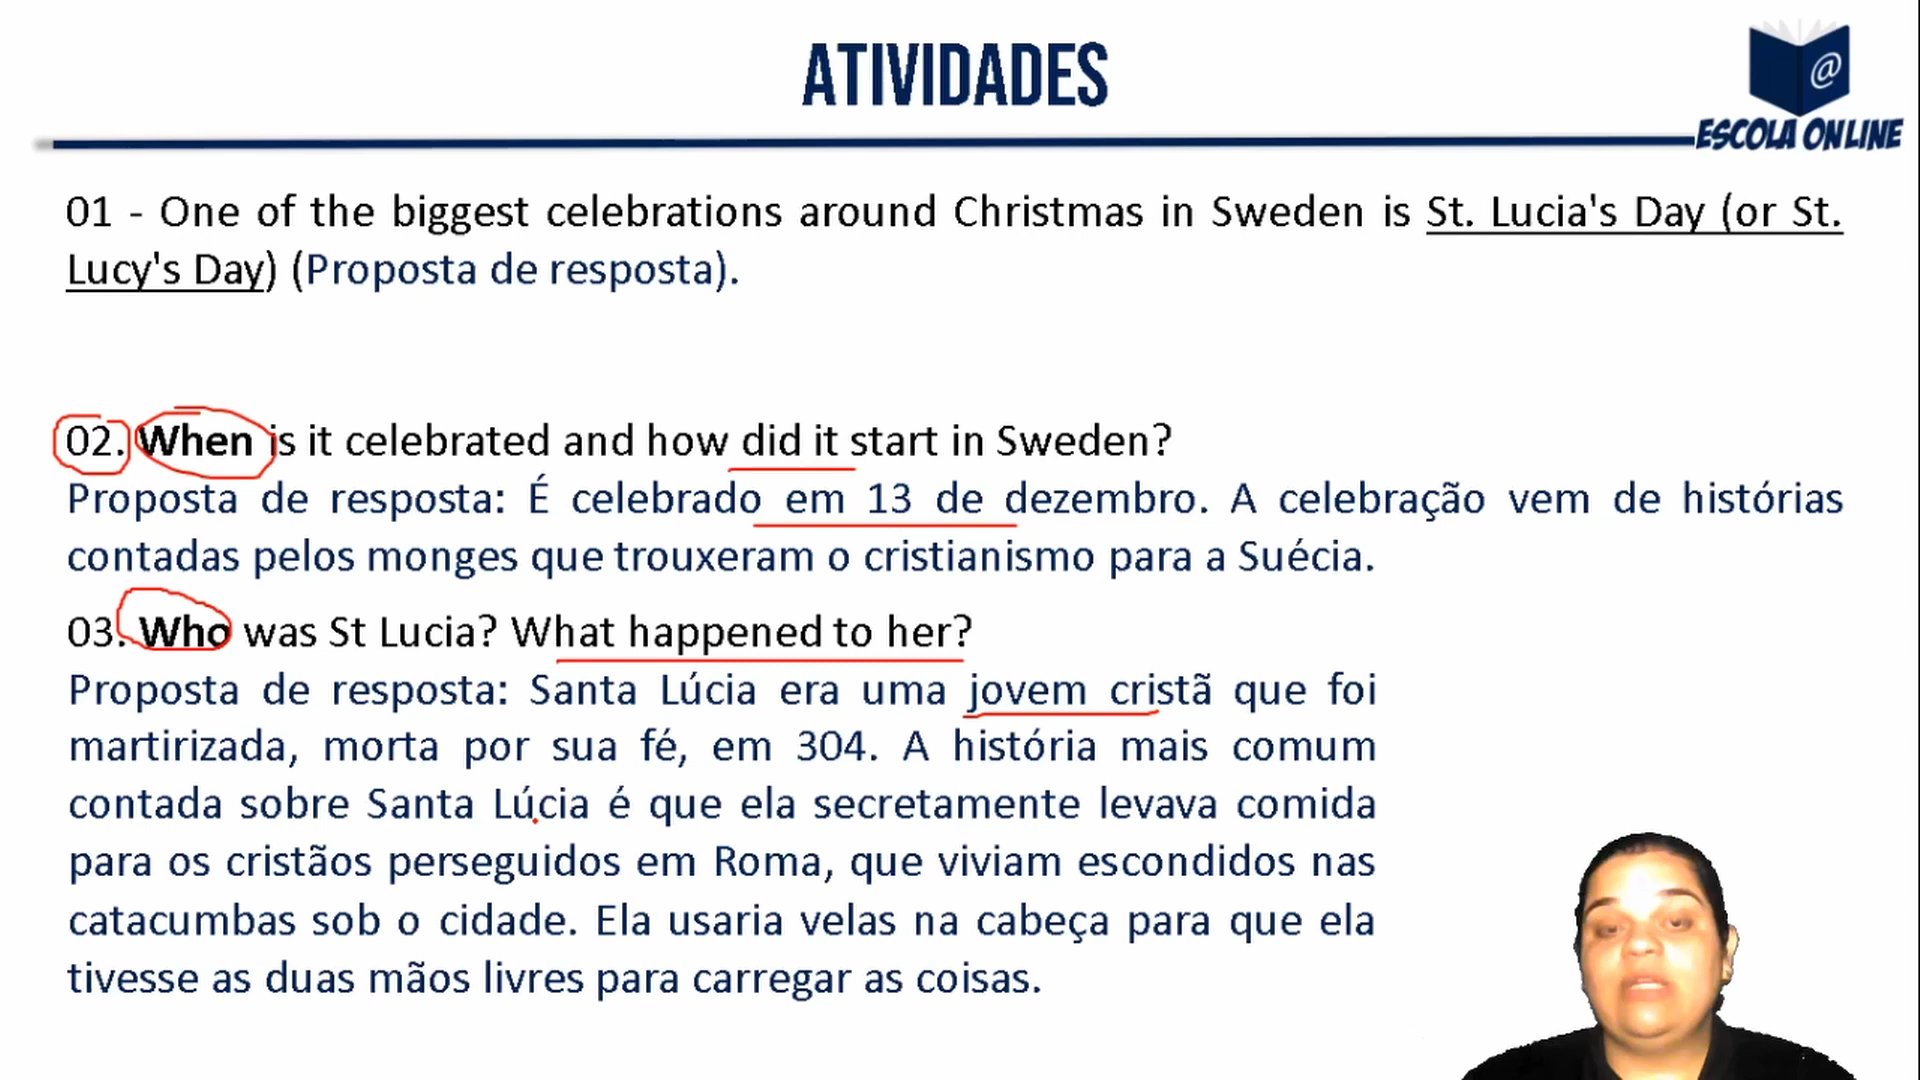 ATIVIDADES
@
ESCOLA ONLINE
01 - One of the biggest celebrations around Christmas in Sweden is St. Lucia's Day (or St.
Lucy's Day) (Proposta de resposta).
02. When is it celebrated and how did it start in Sweden?
Proposta de resposta: É celebrado em 13 de dezembro. A celebração vem de histórias
contadas pelos monges que trouxeram o cristianismo para a Suécia.
03. Who was St Lucia? What happened to her?
Proposta de resposta: Santa Lúcia era uma jovem cristã que foi
martirizada, morta por sua fé, em 304. A história mais comum
contada sobre Santa Lúcia é que ela secretamente levava comida
para os cristãos perseguidos em Roma, que viviam escondidos nas
catacumbas sob o cidade. Ela usaria velas na cabeça para que ela
tivesse as duas mãos livres para carregar as coisas.